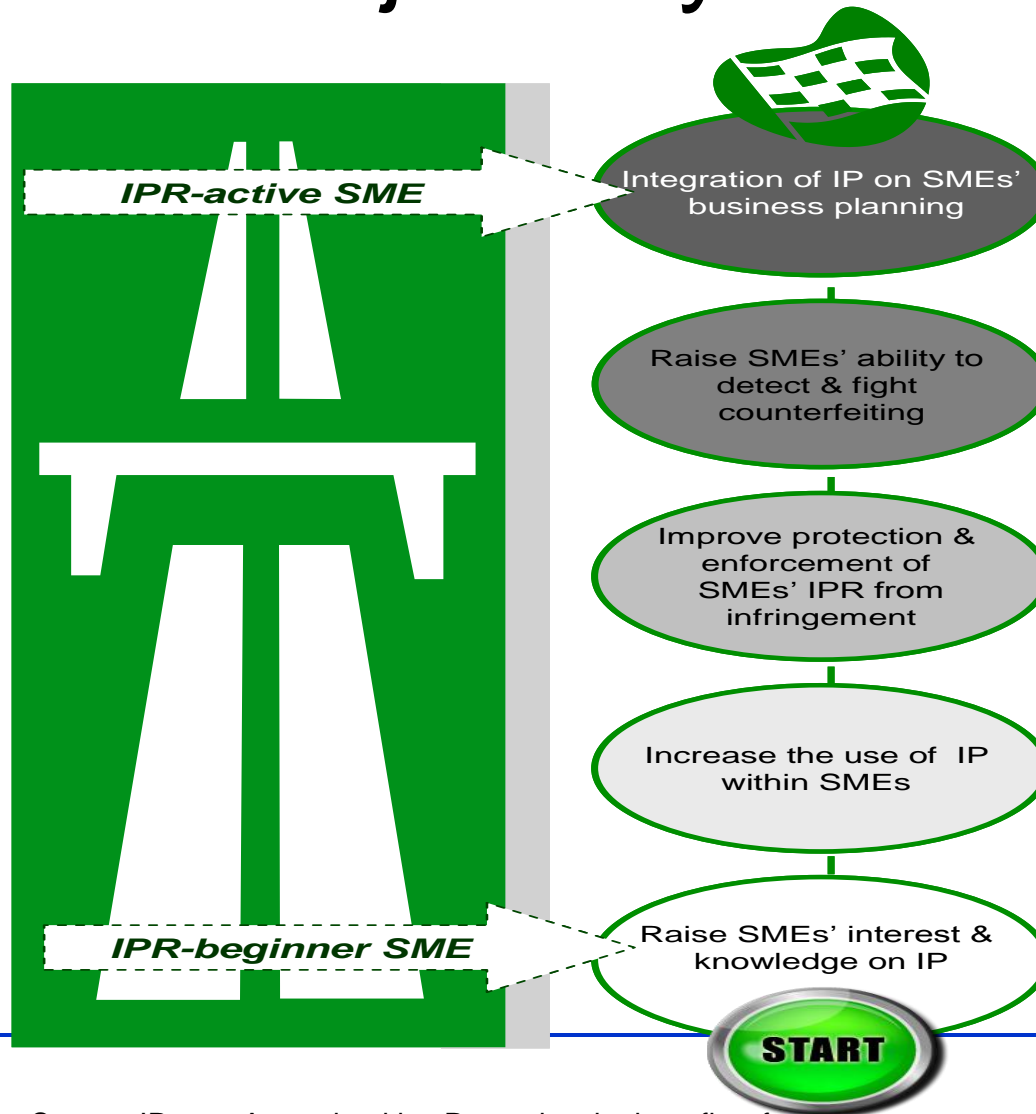 IPR-active SME
Integration of IP on SMEs’
business planning
Raise SMEs’ ability to
detect & fight
counterfeiting
Improve protection &
enforcement of
SMEs’ IPR from
infringement
Increase the use of IP
within SMEs
IPR-beginner SME
Raise SMEs’ interest &
knowledge on IP
START